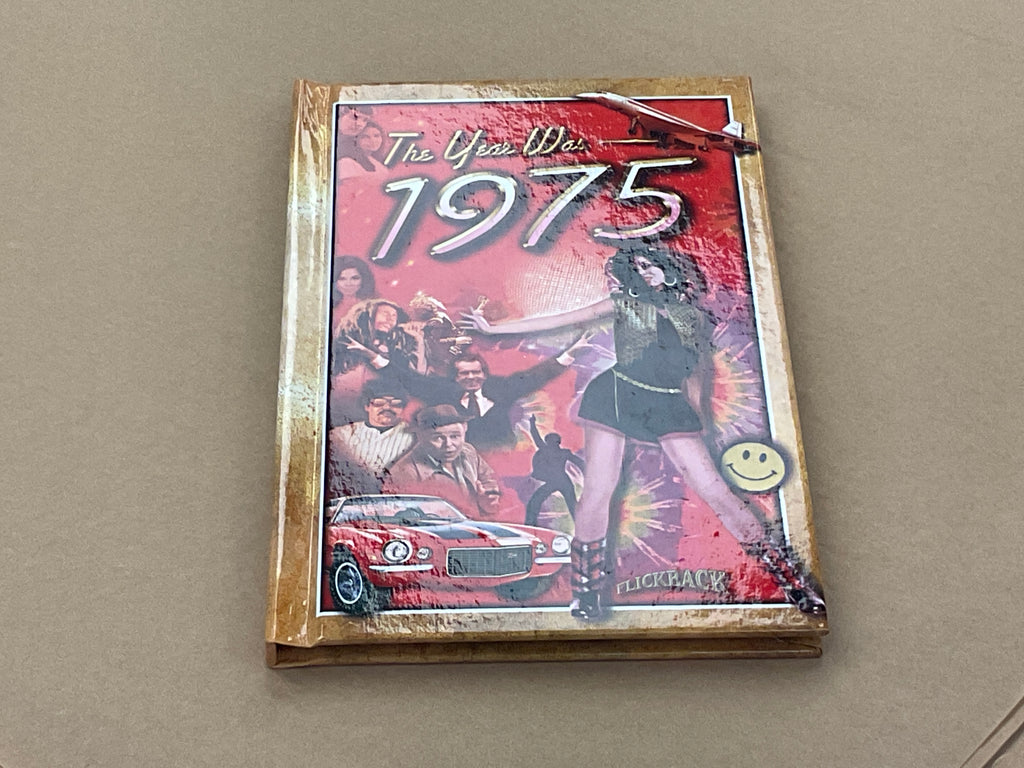 The Year Was
1975
FLICKBACK